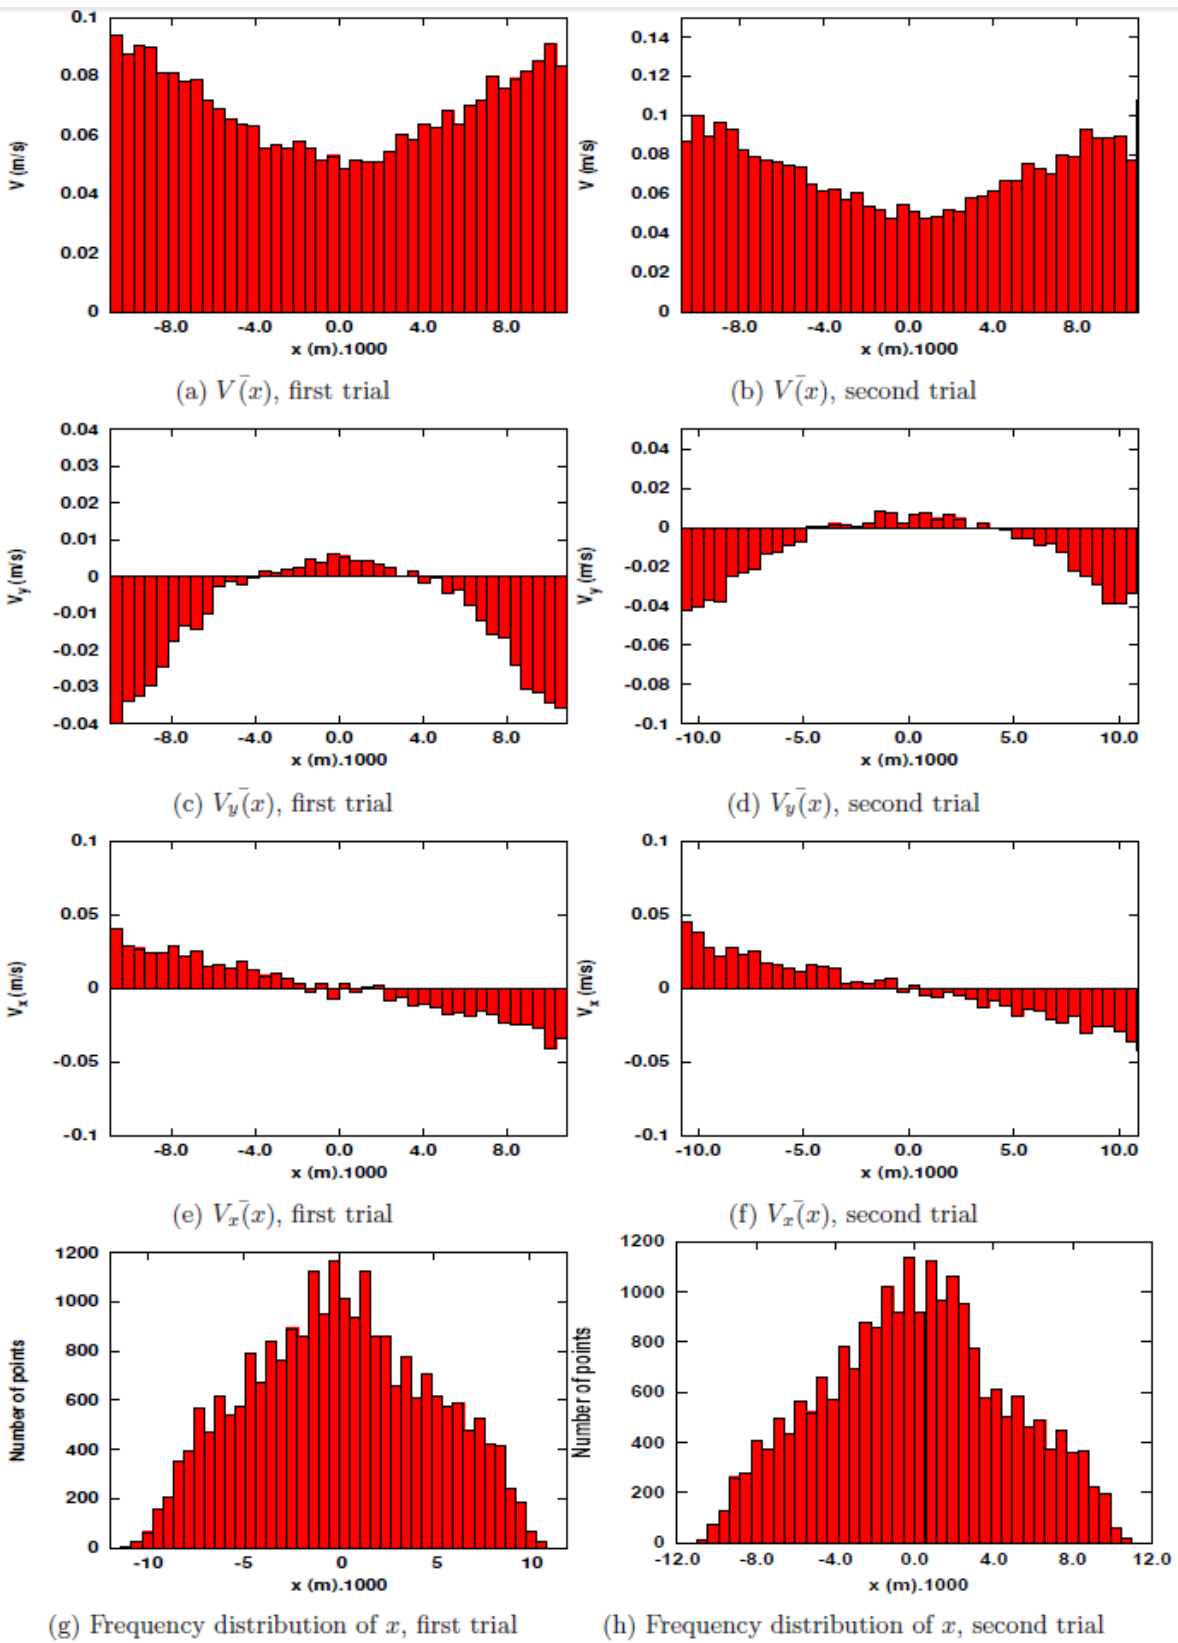 0.1
0.08
0.06
0.04
0.02
0
V (m/s)
-8.0 -4.0 0.0 4.0 8.0
x (m).1000
(a) V(̄x), first trial
0.14
0.12
0.1
0.08
0.06
0.04
0.02
0
V (m/s)
-8.0 -4.0 0.0 4.0 8.0
x (m).1000
(b) V(̄x), second trial
0.04
0.03
0.02
0.01
0
-0.01
-0.02
-0.03
-0.04
Vy (m/s)
-8.0 -4.0 0.0 4.0 8.0
x (m).1000
(c) Vy(̄x), first trial
0.04
0.02
0
-0.02
-0.04
-0.06
-0.08
-0.1
Vy (m/s)
-10.0 -5.0 0.0 5.0 10.0
x (m).1000
(d) Vy(̄x), second trial
0.1
0.05
0
-0.05
-0.1
Vx (m/s)
-8.0 -4.0 0.0 4.0 8.0
x (m).1000
(e) Vx(̄x), first trial
0.1
0.05
0
-0.05
-0.1
Vx (m/s)
-10.0 -5.0 0.0 5.0 10.0
x (m).1000
(f) Vx(̄x), second trial
1200
1000
800
600
400
200
0
Number of points
-10 -5 0 5 10
x (m).1000
(g) Frequency distribution of x, first trial
1200
1000
800
600
400
200
0
Number of points
-12.0 -8.0 -4.0 0.0 4.0 8.0 12.0
x (m).1000
(h) Frequency distribution of x, second trial